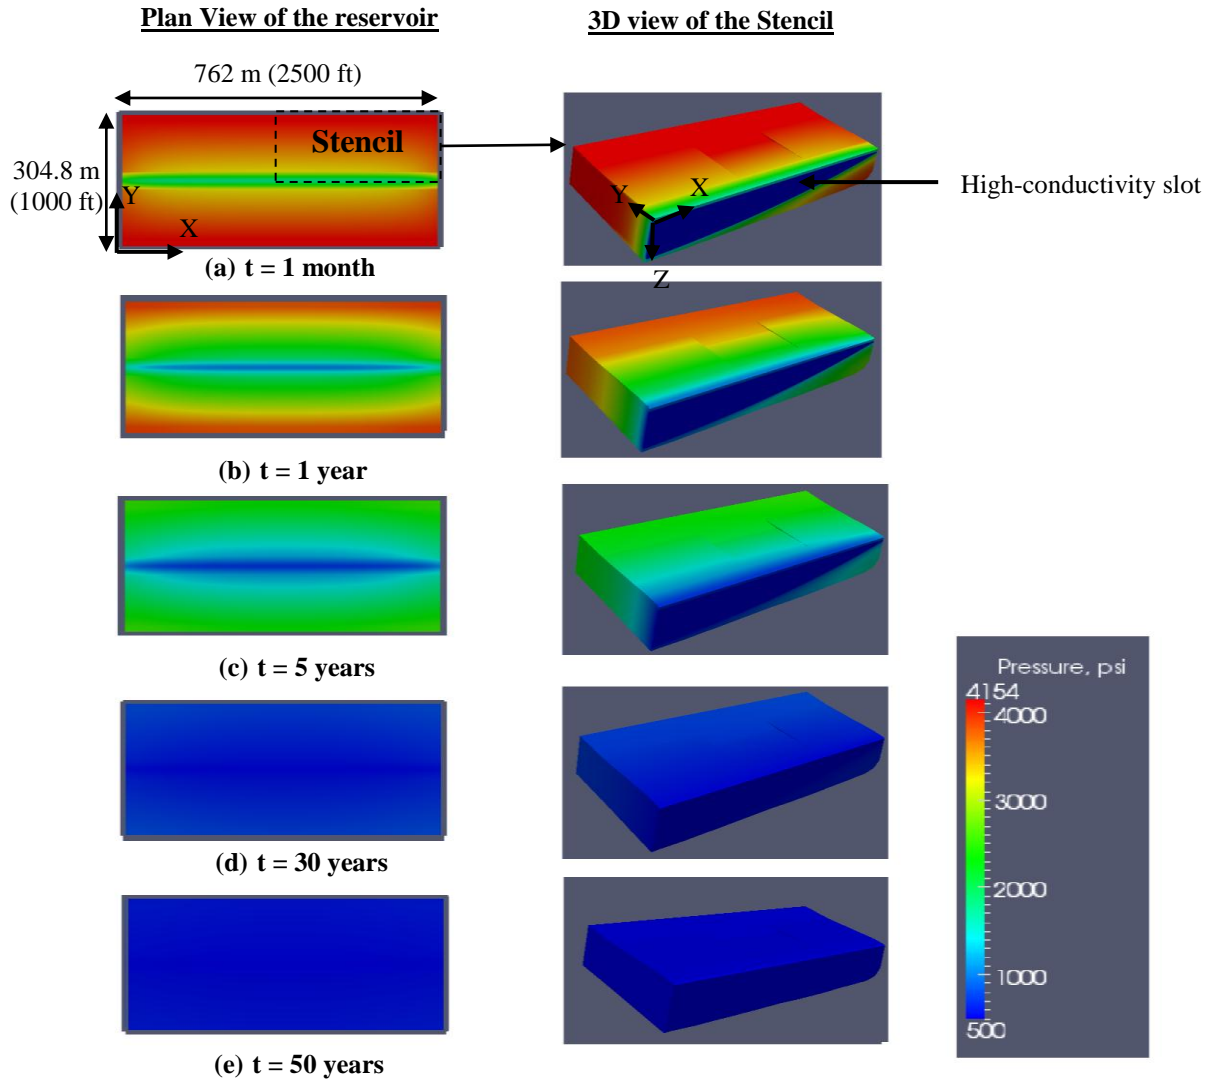 Plan View of the reservoir
3D view of the Stencil
762 m (2500 ft)
Stencil
304.8 m
(1000 ft)
Y
X
Y
X
Z
High-conductivity slot
(a) t = 1 month
(b) t = 1 year
(c) t = 5 years
(d) t = 30 years
(e) t = 50 years
Pressure, psi
4154
4000
3000
2000
1000
500